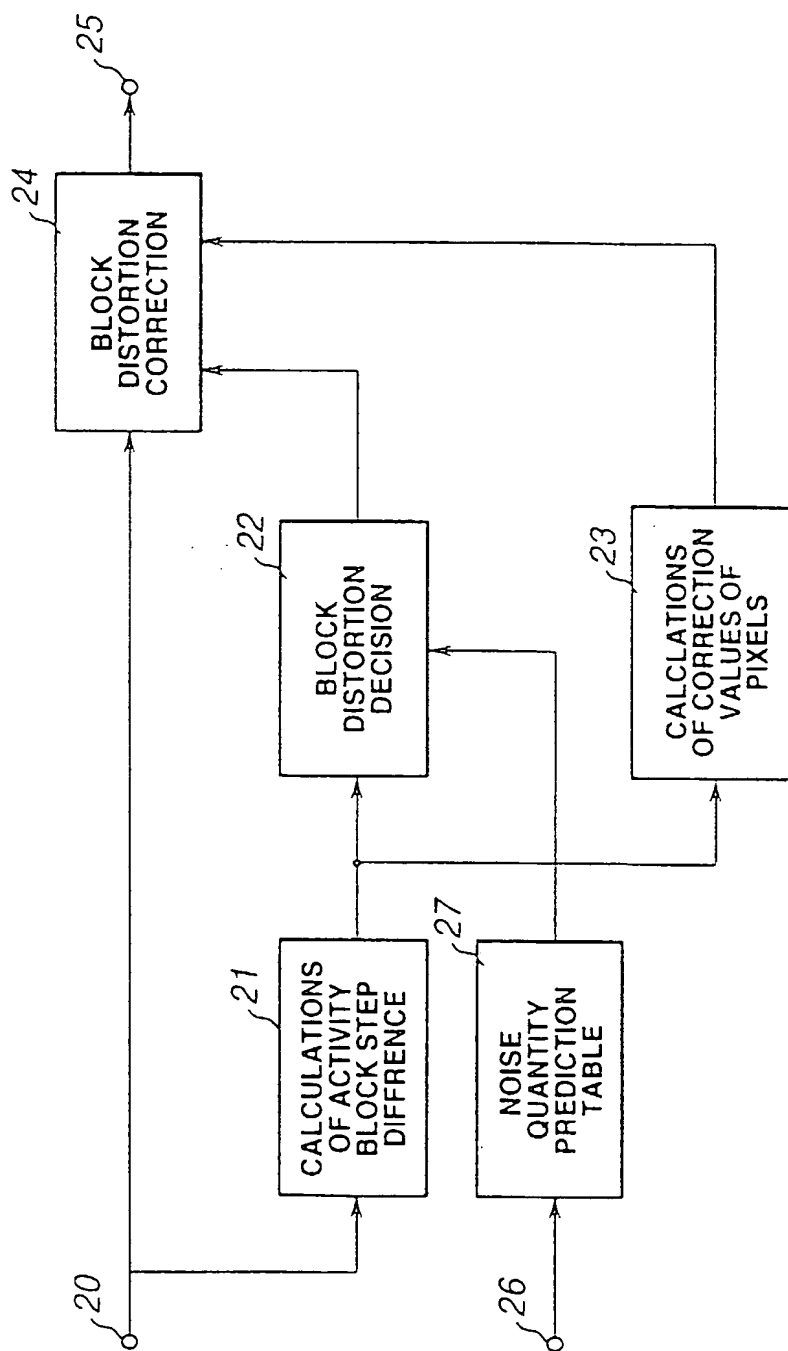 20
21
CALCULATIONS
OF ACTIVITY
BLOCK STEP
DIFFRENCE
22
BLOCK
DISTORTION
DECISION
24
BLOCK
DISTORTION
CORRECTION
25
26
27
NOISE
QUANTITY
PREDICTION
TABLE
23
CALCLATIONS
OF CORRECTION
VALUES OF
PIXELS